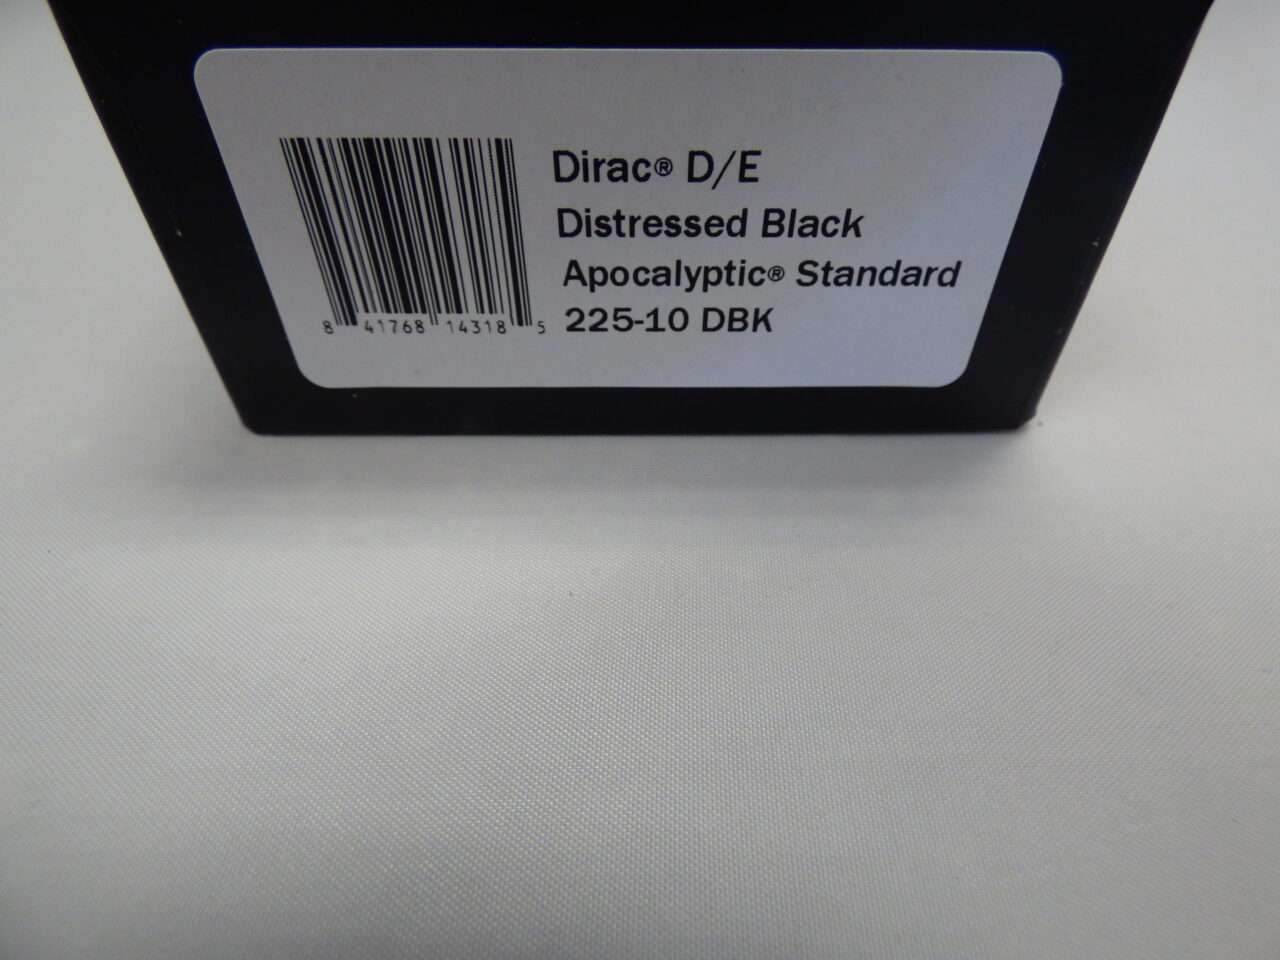 Dirac® D/E
Distressed Black
Apocalyptic® Standard
225-10 DBK
8 41768 14318 5